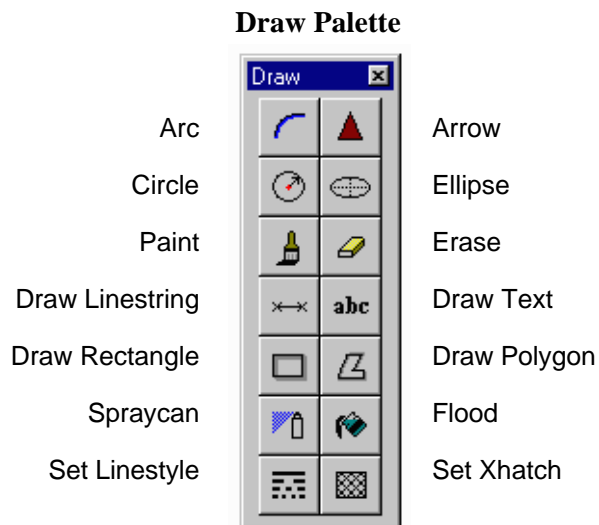 Draw Palette
Draw
Arc Arrow
Circle Ellipse
Paint Erase
Draw Linestring abc Draw Text
Draw Rectangle Draw Polygon
Spraycan Flood
Set Linestyle Set Xhatch